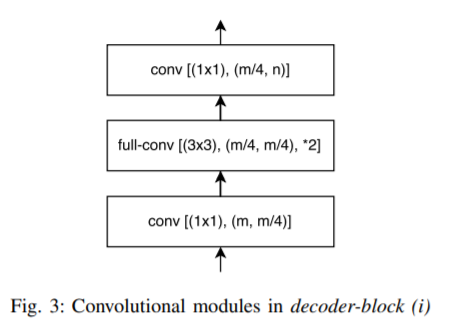 conv [(1x1), (m/4, n)]
full-conv [(3x3), (m/4, m/4), *2]
conv [(1x1), (m, m/4)]
Fig. 3: Convolutional modules in decoder-block (i)